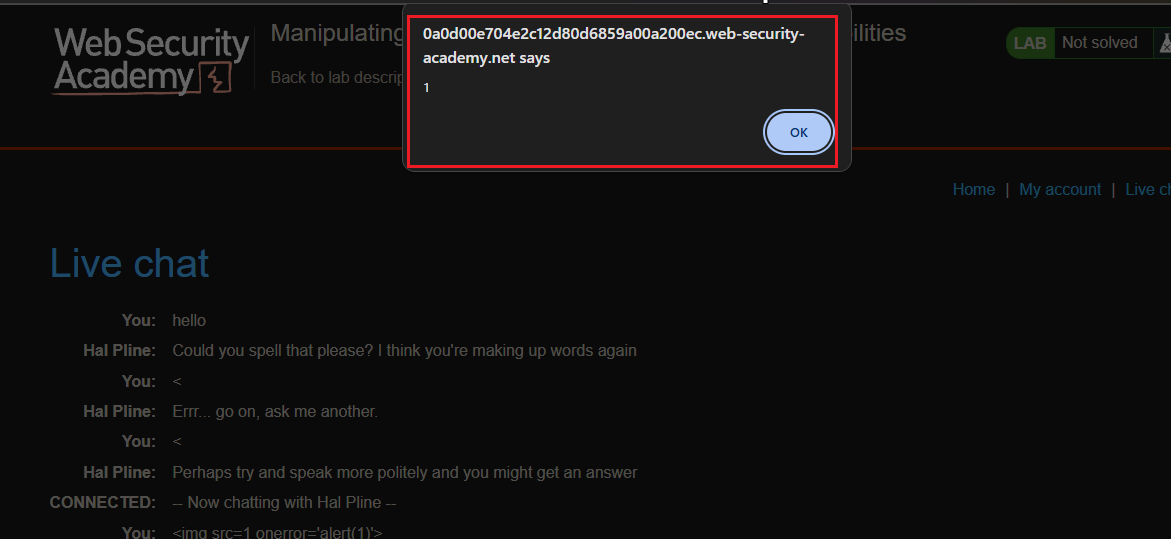 Web Security
Academy
Manipulating
ilities
Back to lab descrip
LAB Not solved
0a0d00e704e2c12d80d6859a00a200ec.web-security-
academy.net says
1
OK
Home | My account | Live ch
Live chat
You: hello
Hal Pline: Could you spell that please? I think you're making up words again
You: <
Hal Pline: Errr... go on, ask me another.
You: <
Hal Pline: Perhaps try and speak more politely and you might get an answer
CONNECTED: -- Now chatting with Hal Pline --
You: <img src=1 onerror='alert(1)'>